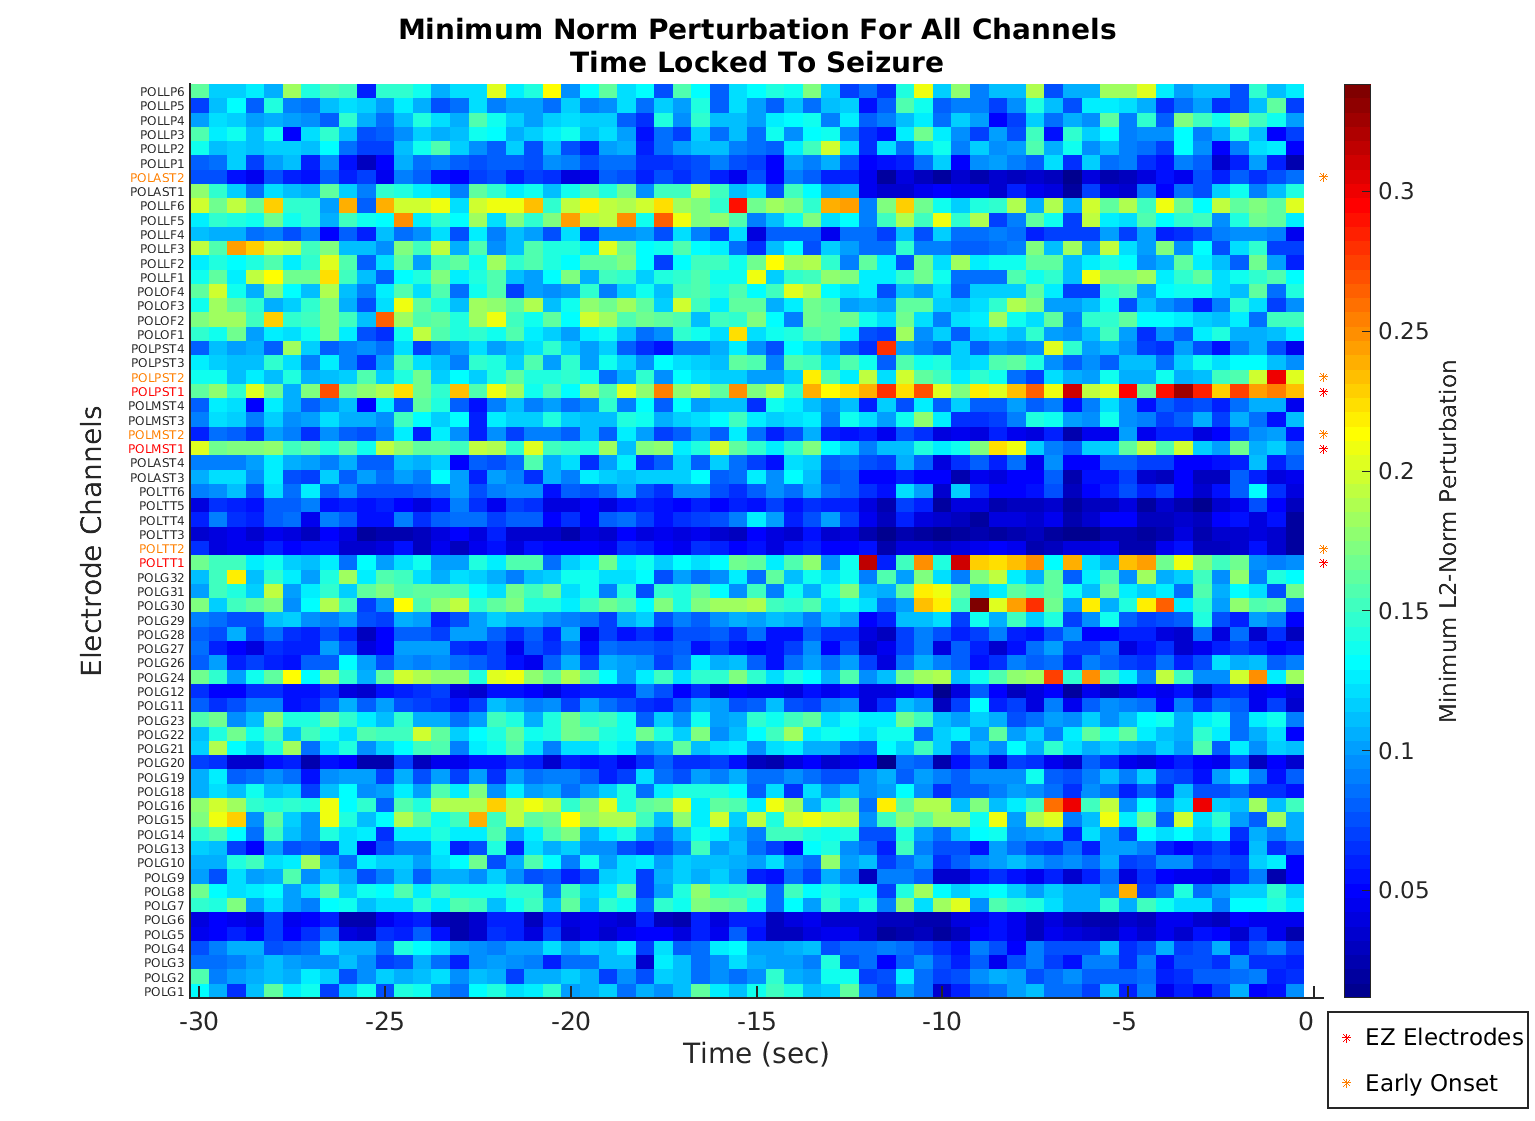 Minimum Norm Perturbation For All Channels
Time Locked To Seizure
Electrode Channels
POLLP6
POLLP5
POLLP4
POLLP3
POLLP2
POLLP1
POLAST2
POLAST1
POLLF6
POLLF5
POLLF4
POLLF3
POLLF2
POLLF1
POLOF4
POLOF3
POLOF2
POLOF1
POLPST4
POLPST3
POLPST2
POLPST1
POLMST4
POLMST3
POLMST2
POLMST1
POLAST4
POLAST3
POLTT6
POLTT5
POLTT4
POLTT3
POLTT2
POLTT1
POLG32
POLG31
POLG30
POLG29
POLG28
POLG27
POLG26
POLG24
POLG12
POLG11
POLG23
POLG22
POLG21
POLG20
POLG19
POLG18
POLG16
POLG15
POLG14
POLG13
POLG10
POLG9
POLG8
POLG7
POLG6
POLG5
POLG4
POLG3
POLG2
POLG1
-30 -25 -20 -15 -10 -5 0
Time (sec)
0.3
0.25
0.2
0.15
0.1
0.05
Minimum L2-Norm Perturbation
EZ Electrodes
Early Onset